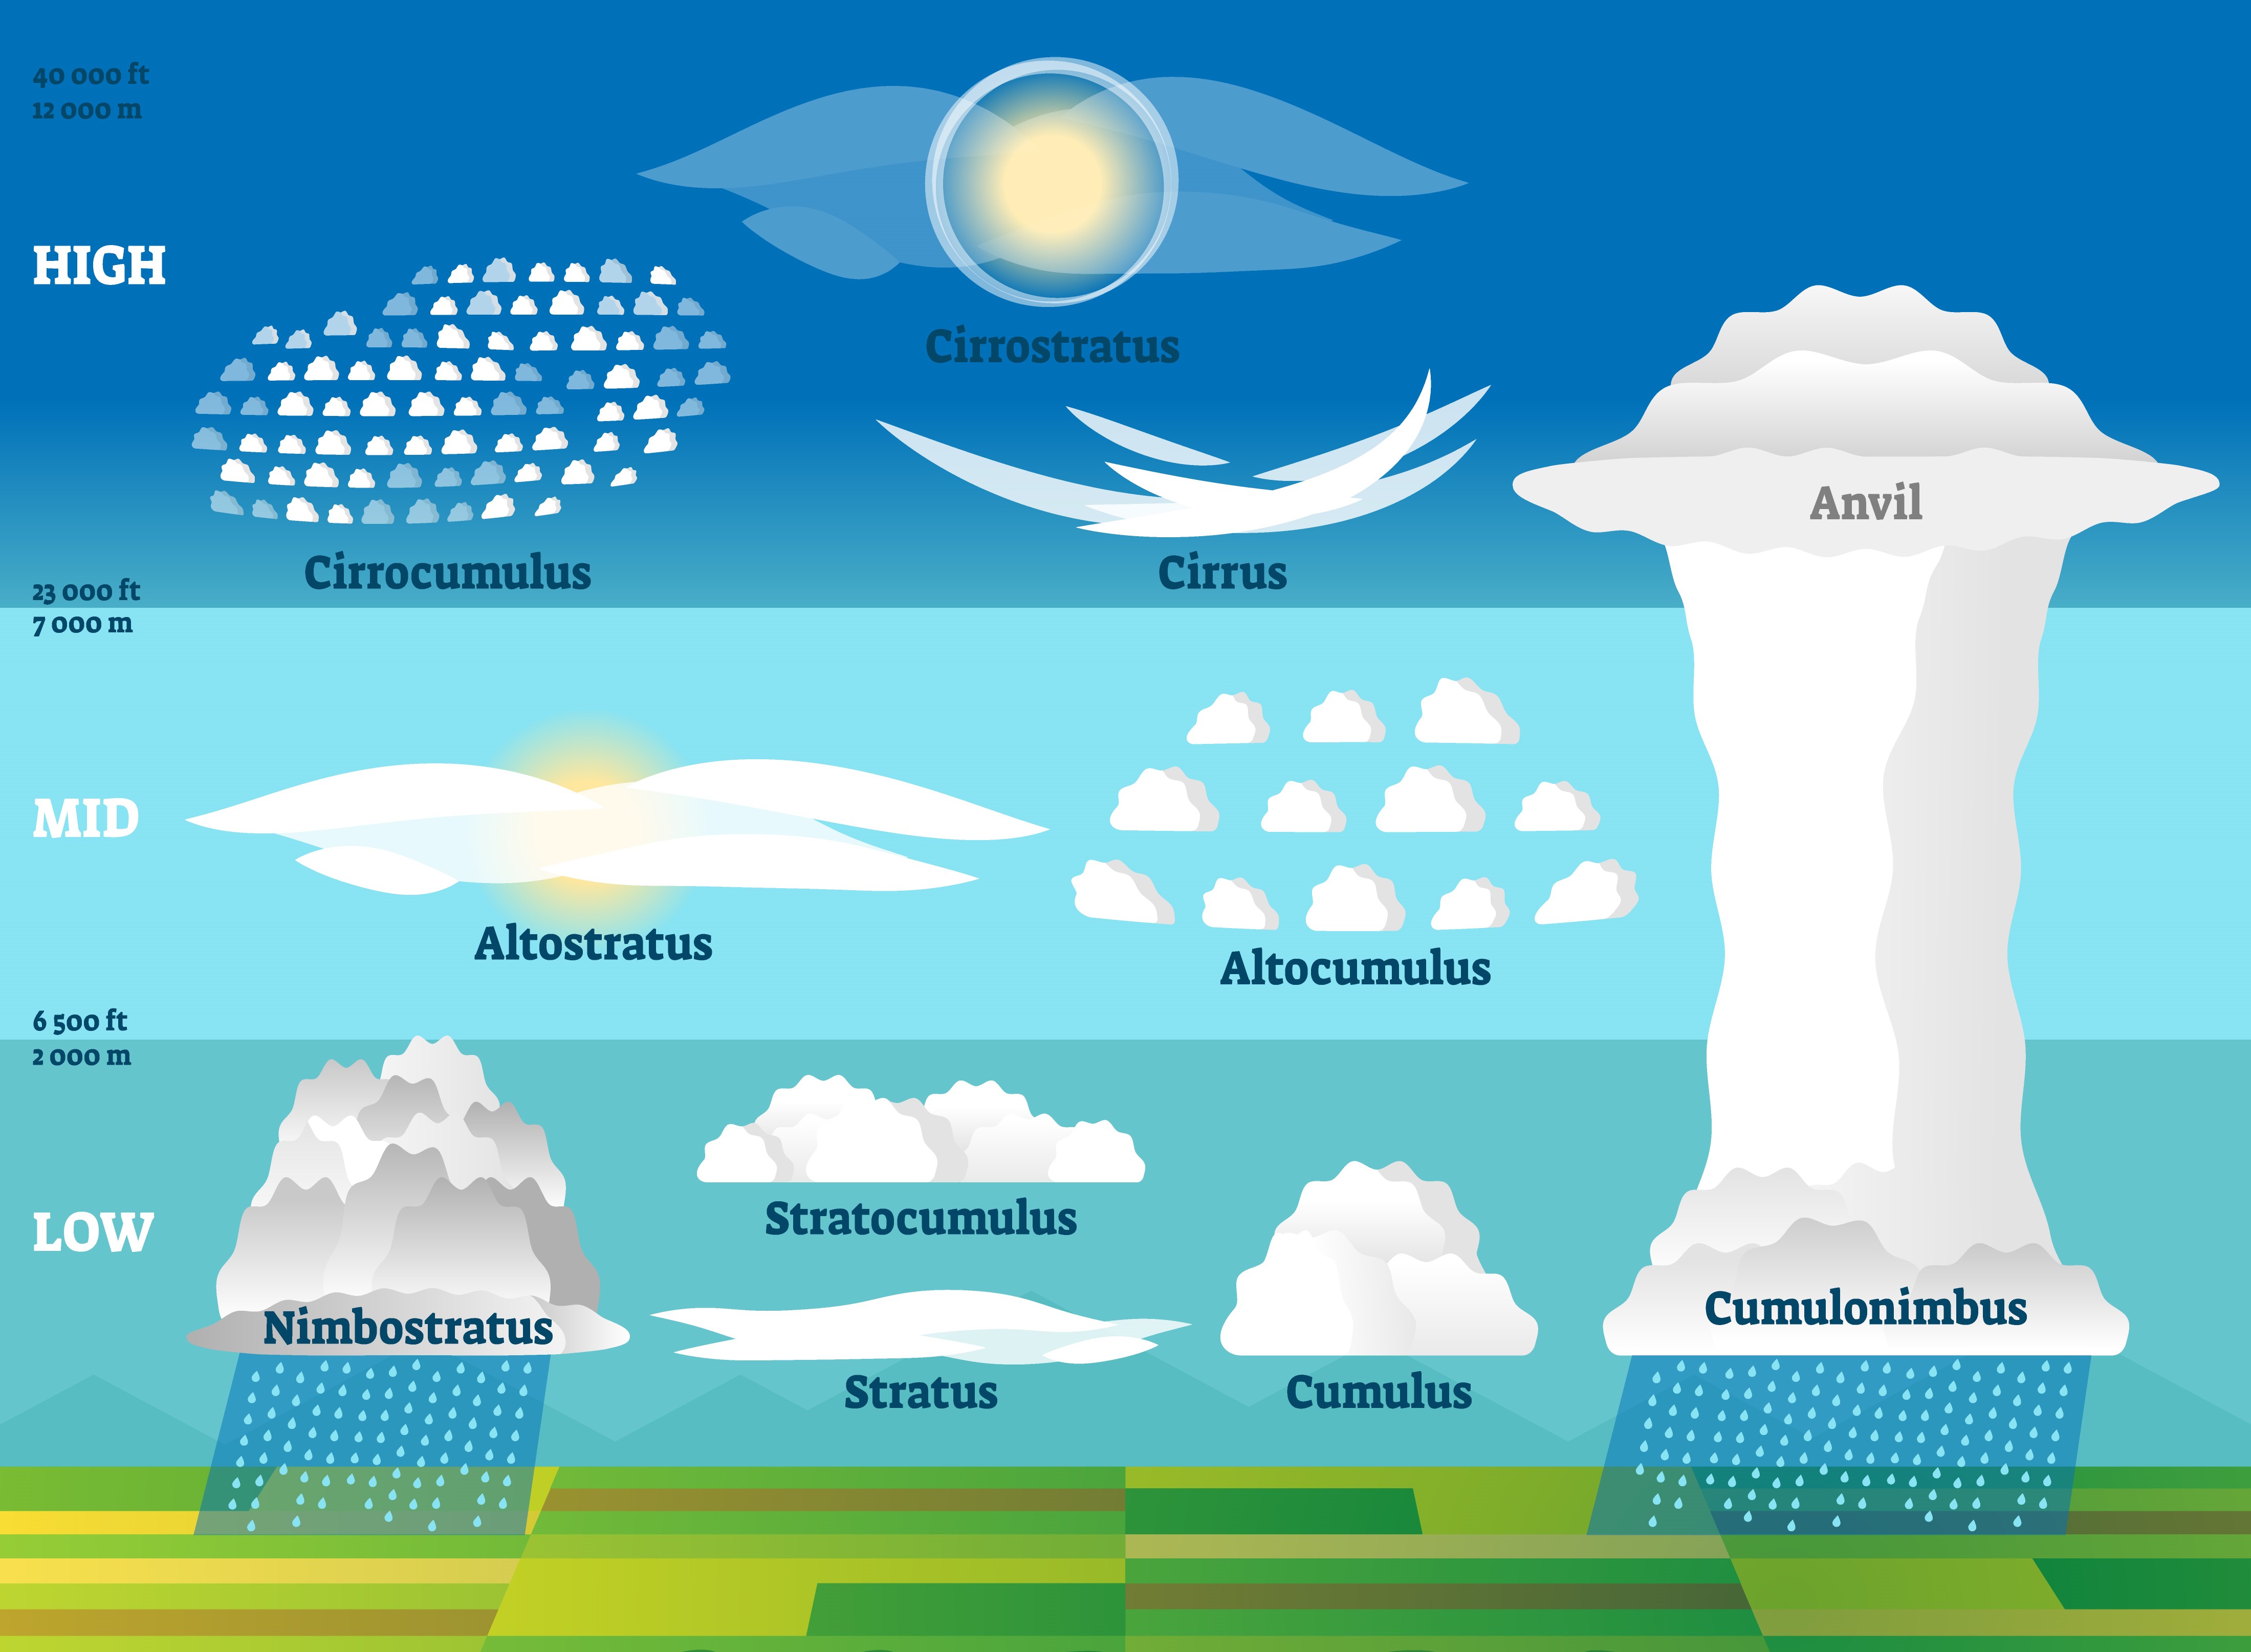 40 000 ft
12 000 m
HIGH
Cirrostratus
Anvil
Cirrocumulus
Cirrus
23 000 ft
7 000 m
MID
Altostratus
Altocumulus
6 500 ft
2 000 m
LOW
Stratocumulus
Nimbostratus
Cumulonimbus
Stratus
Cumulus